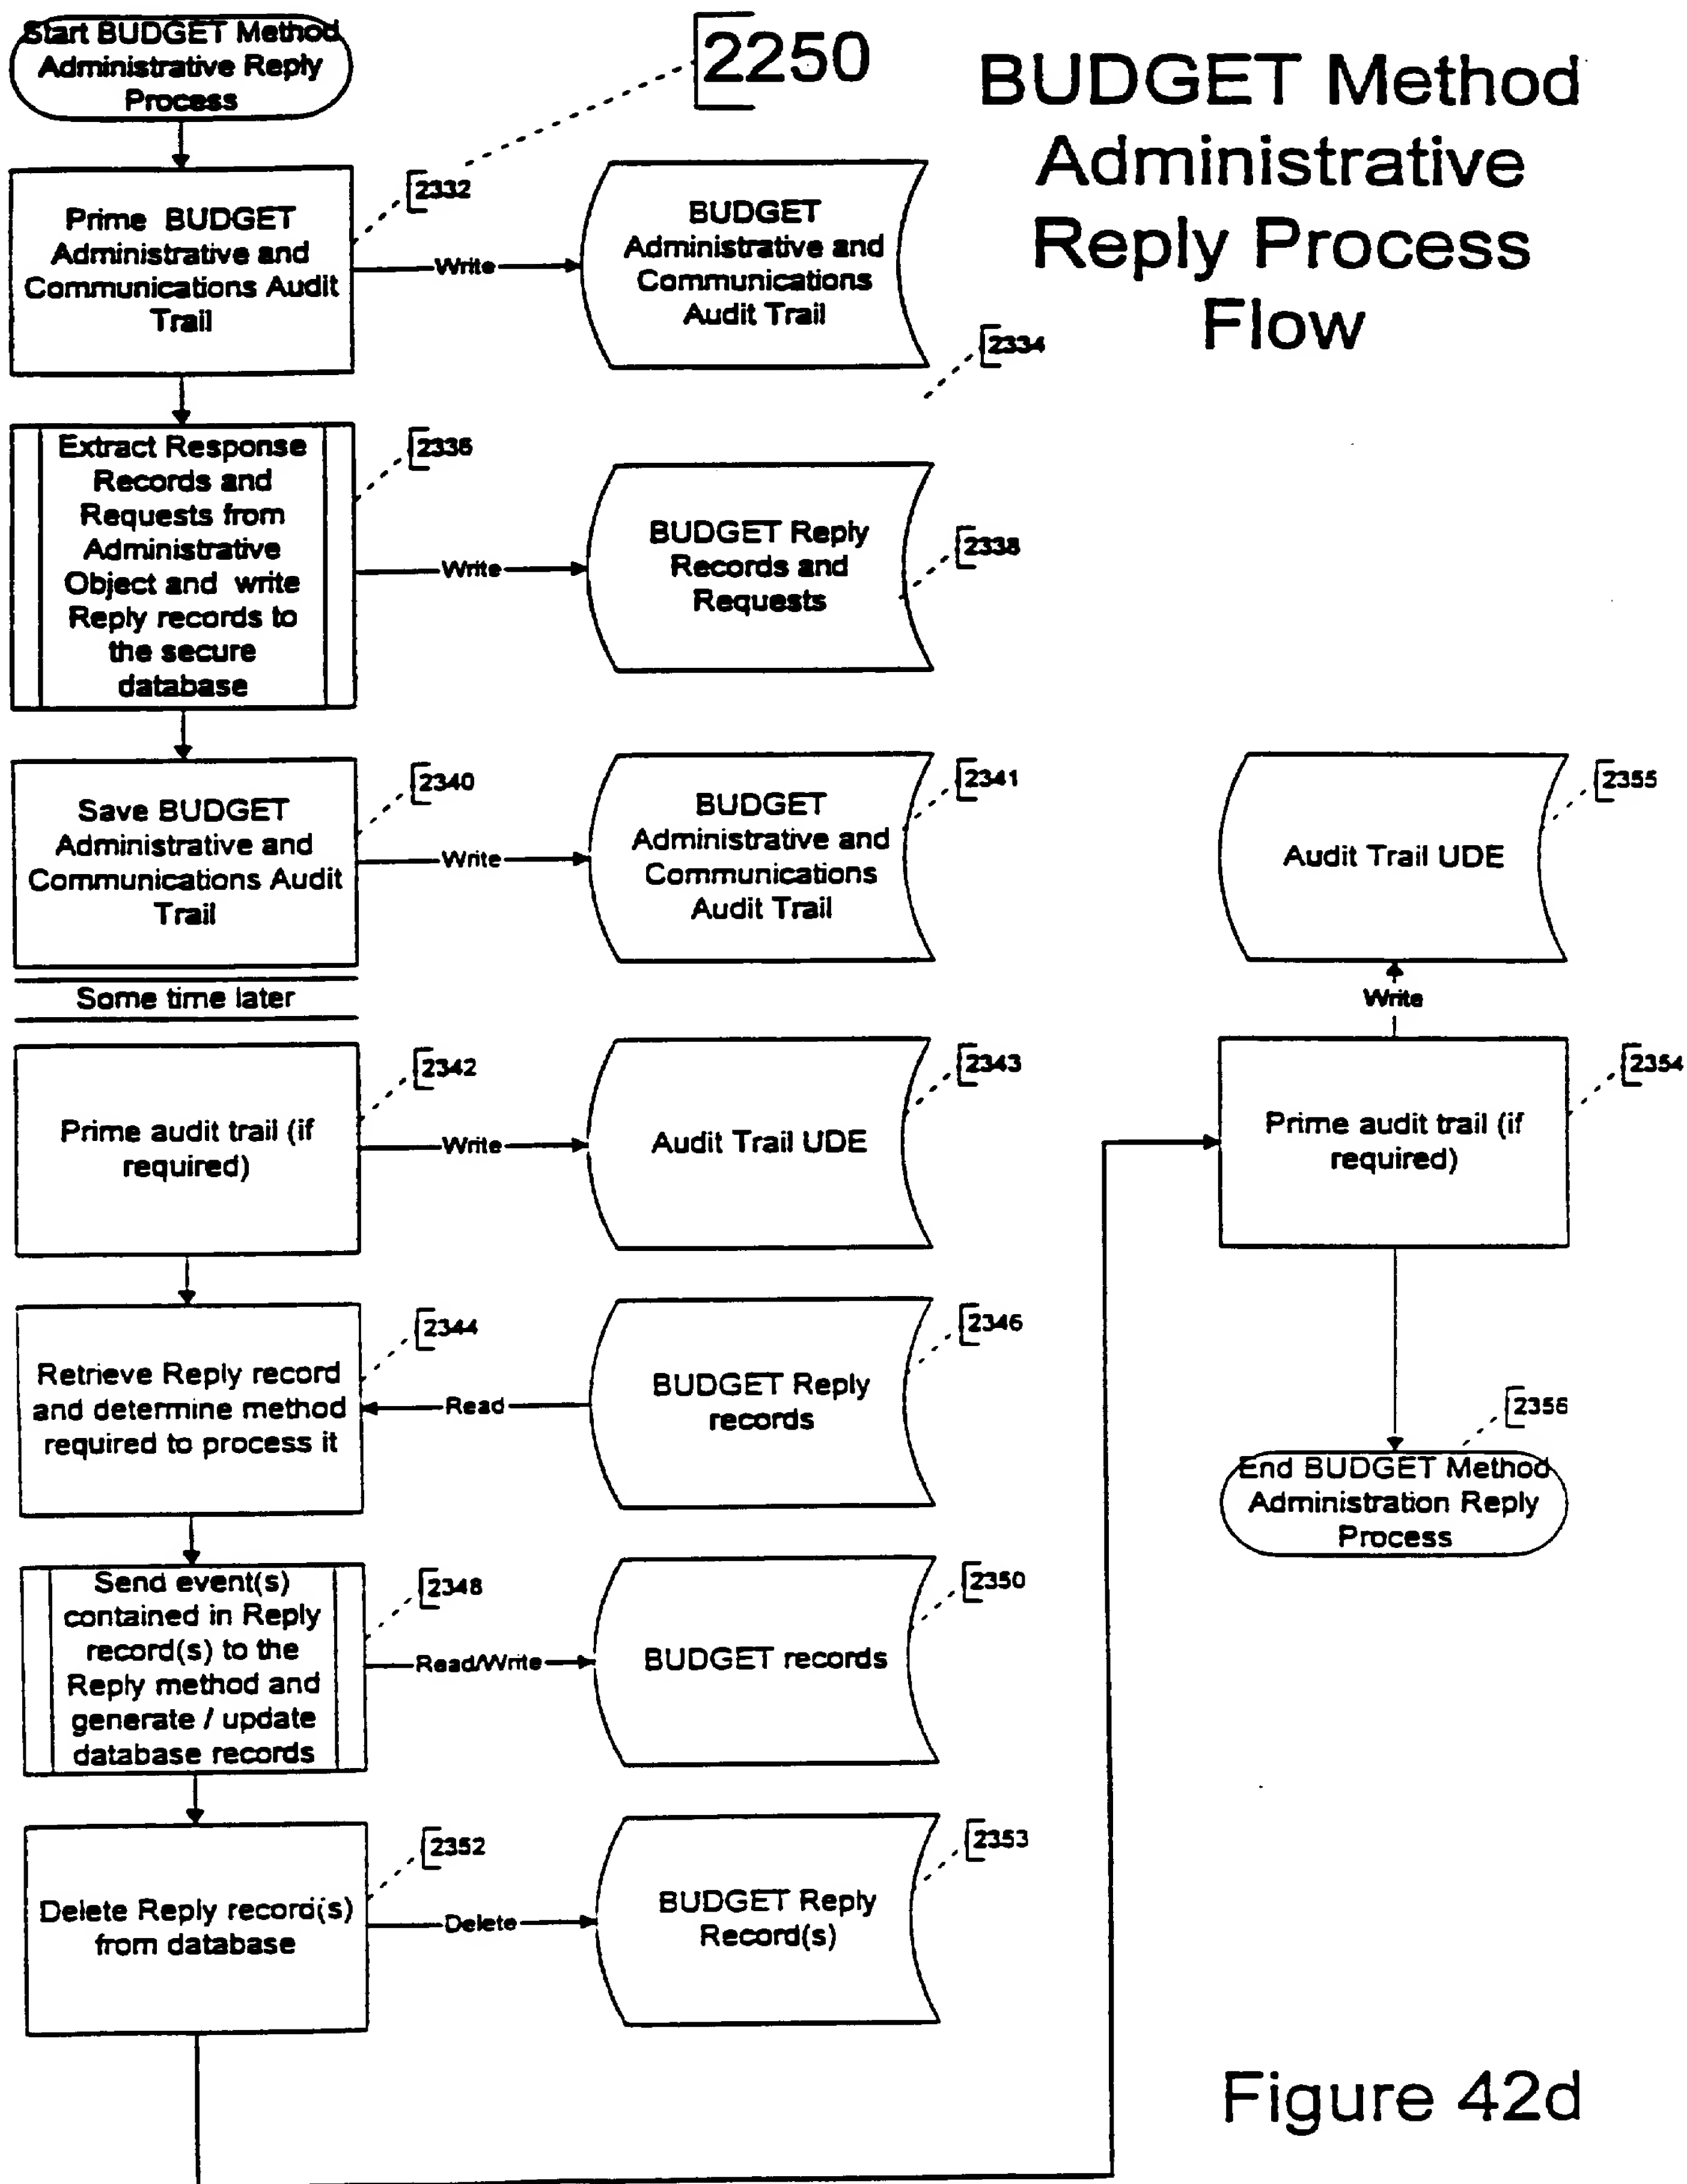 Start BUDGET Method
Administrative Reply
Process
2250
BUDGET Method
Administrative
Reply Process
Flow
Prime BUDGET
Administrative and
Communications Audit
Trail
2332
Write
BUDGET
Administrative and
Communications
Audit Trail
2334
Extract Response
Records and
Requests from
Administrative
Object and write
Reply records to
the secure
database
2336
Write
BUDGET Reply
Records and
Requests
2338
Save BUDGET
Administrative and
Communications Audit
Trail
2340
Write
BUDGET
Administrative and
Communications
Audit Trail
2341
Audit Trail UDE
2355
Write
Some time later
Prime audit trail (if
required)
2342
Write
Audit Trail UDE
2343
Prime audit trail (if
required)
2354
Retrieve Reply record
and determine method
required to process it
2344
Read
BUDGET Reply
records
2346
2356
End BUDGET Method
Administration Reply
Process
Send event(s)
contained in Reply
record(s) to the
Reply method and
generate / update
database records
2348
Read/Write
BUDGET records
2350
Delete Reply record(s)
from database
2352
Delete
BUDGET Reply
Record(s)
2353
Figure 42d